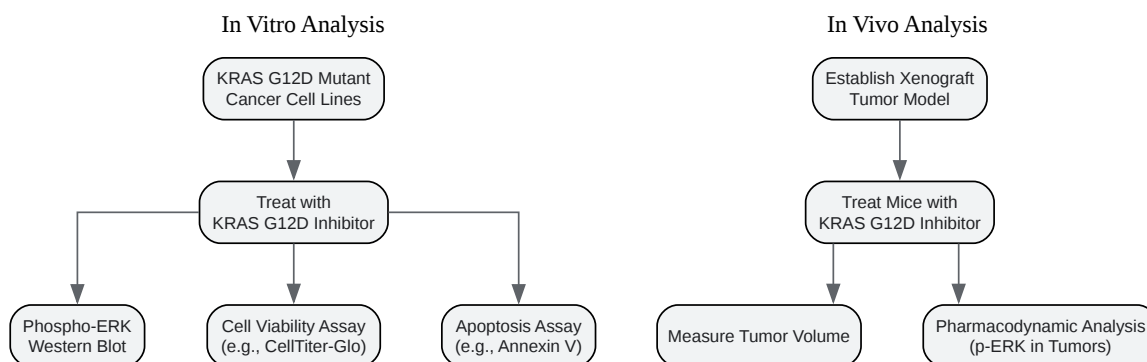 In Vitro Analysis
KRAS G12D Mutant
Cancer Cell Lines
Treat with
KRAS G12D Inhibitor
Phospho-ERK
Western Blot
Cell Viability Assay
(e.g., CellTiter-Glo)
Apoptosis Assay
(e.g., Annexin V)
In Vivo Analysis
Establish Xenograft
Tumor Model
Treat Mice with
KRAS G12D Inhibitor
Measure Tumor Volume
Pharmacodynamic Analysis
(p-ERK in Tumors)